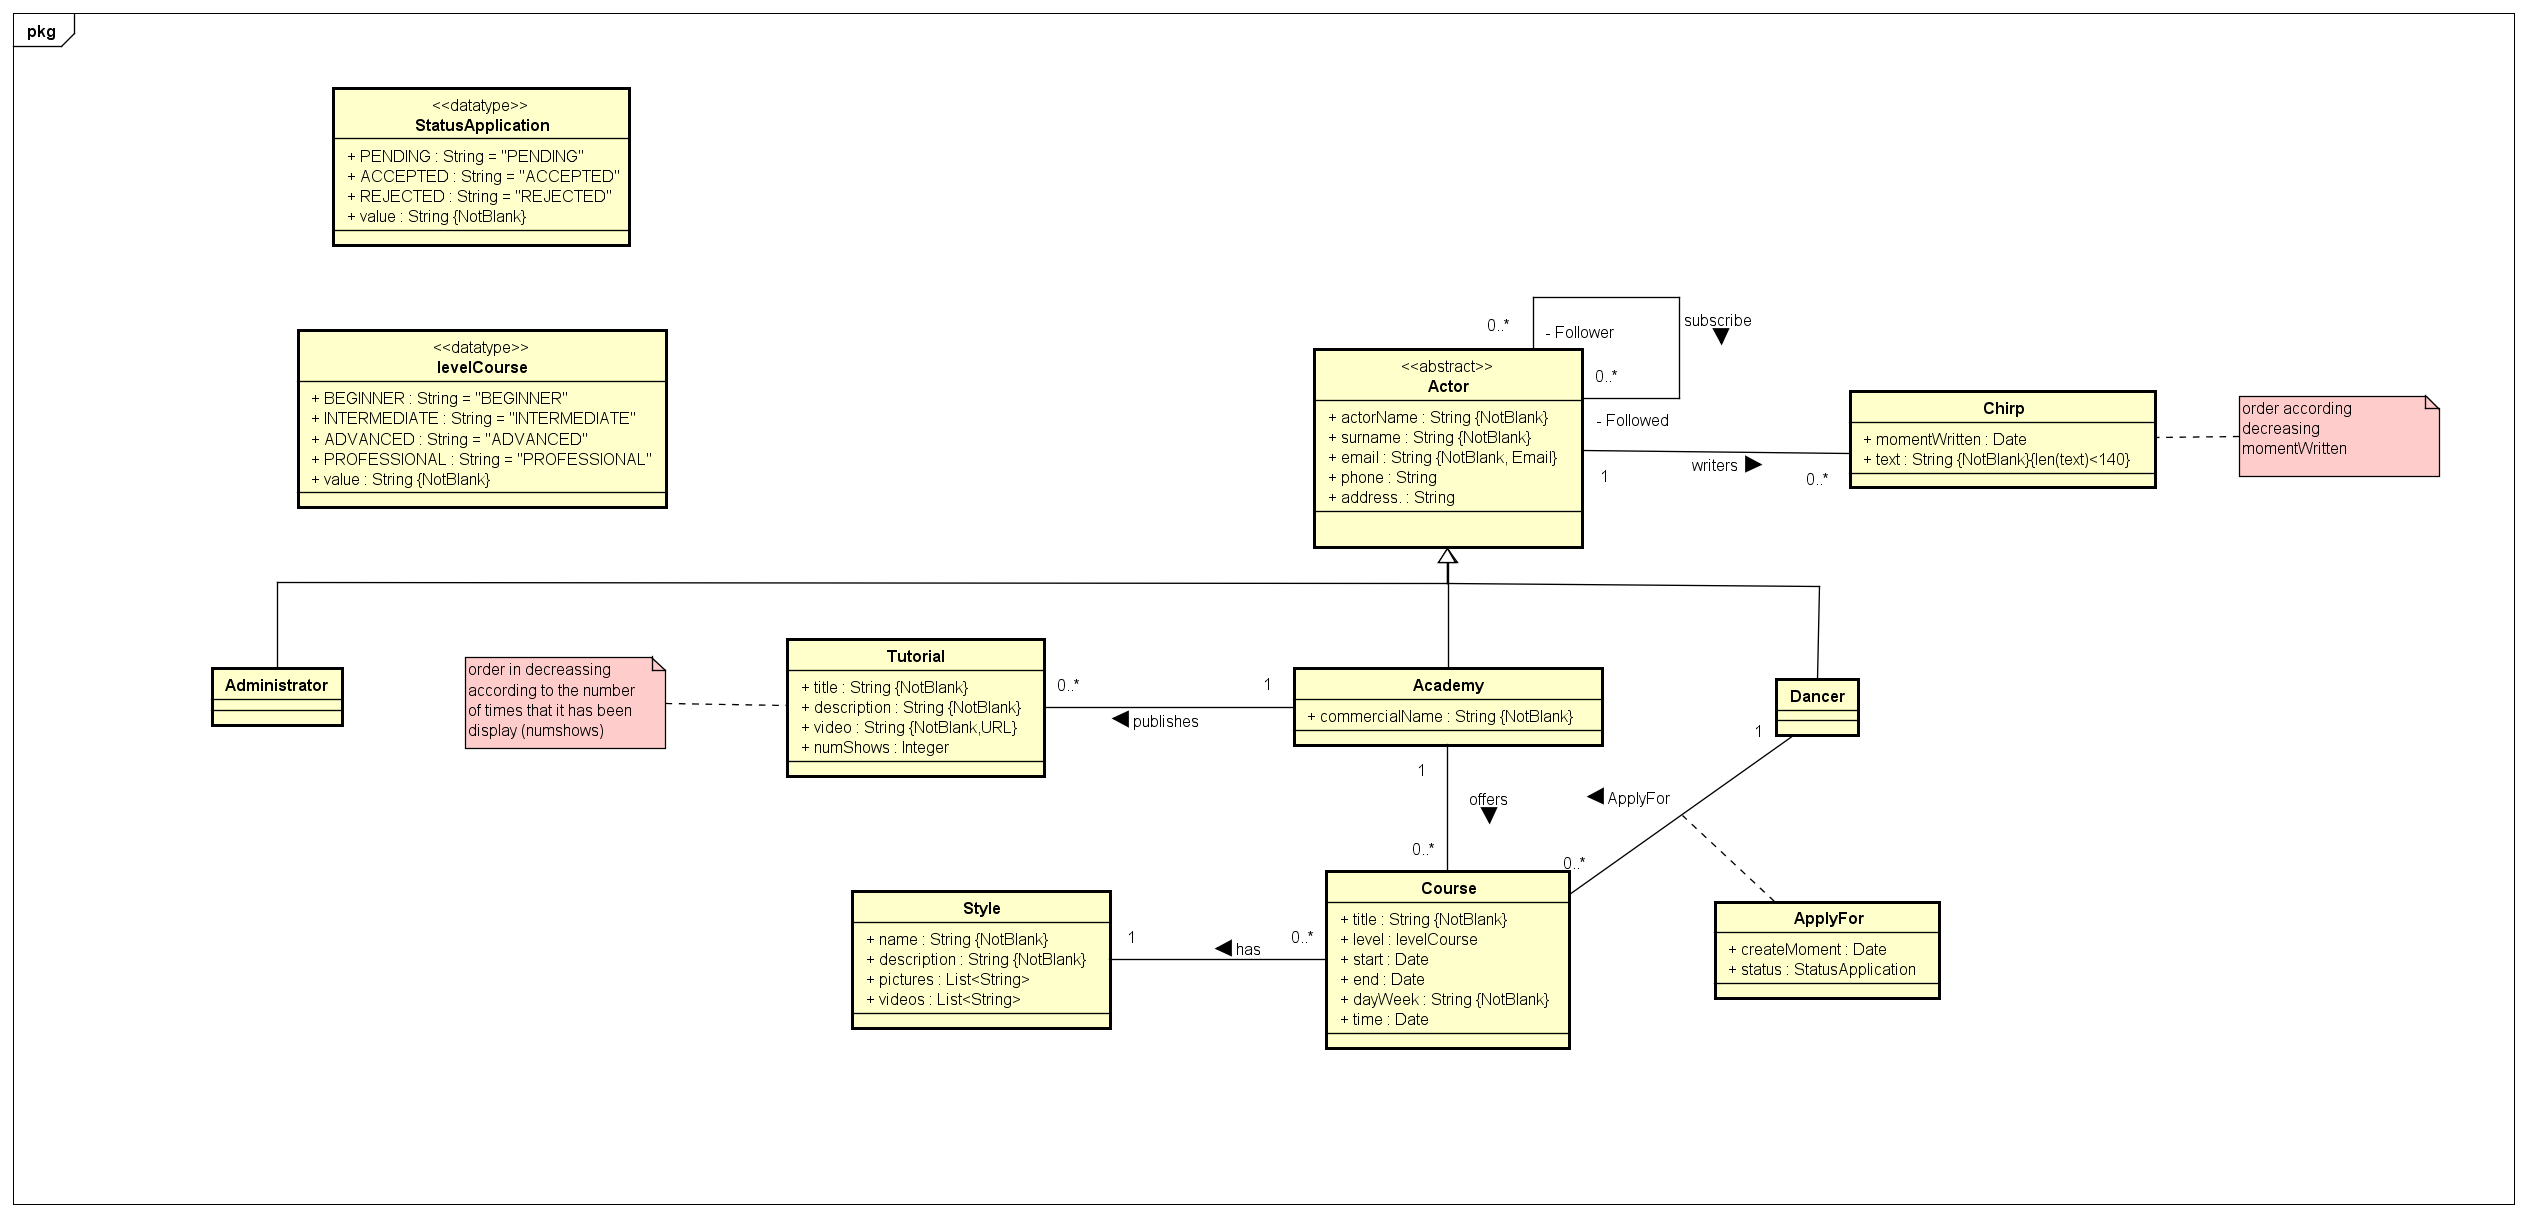 pkg
<<datatype>>
StatusApplication
+ PENDING : String = "PENDING"
+ ACCEPTED : String = "ACCEPTED"
+ REJECTED : String = "REJECTED"
+ value : String {NotBlank}
<<datatype>>
levelCourse
+ BEGINNER : String = "BEGINNER"
+ INTERMEDIATE : String = "INTERMEDIATE"
+ ADVANCED : String = "ADVANCED"
+ PROFESSIONAL : String = "PROFESSIONAL"
+ value : String {NotBlank}
0..*
- Follower
subscribe
0..*
- Followed
<<abstract>>
Actor
+ actorName : String {NotBlank}
+ surname : String {NotBlank}
+ email : String {NotBlank, Email}
+ phone : String
+ address. : String
writers
1
0..*
Chirp
+ momentWritten : Date
+ text : String {NotBlank}{len(text)<140}
order according
decreasing
momentWritten
Administrator
order in decreassing
according to the number
of times that it has been
display (numshows)
Tutorial
+ title : String {NotBlank}
+ description : String {NotBlank}
+ video : String {NotBlank,URL}
+ numShows : Integer
0..*
1
publishes
Academy
+ commercialName : String {NotBlank}
Dancer
1
1
offers
ApplyFor
0..*
0..*
Style
+ name : String {NotBlank}
+ description : String {NotBlank}
+ pictures : List<String>
+ videos : List<String>
1
has
0..*
Course
+ title : String {NotBlank}
+ level : levelCourse
+ start : Date
+ end : Date
+ dayWeek : String {NotBlank}
+ time : Date
ApplyFor
+ createMoment : Date
+ status : StatusApplication